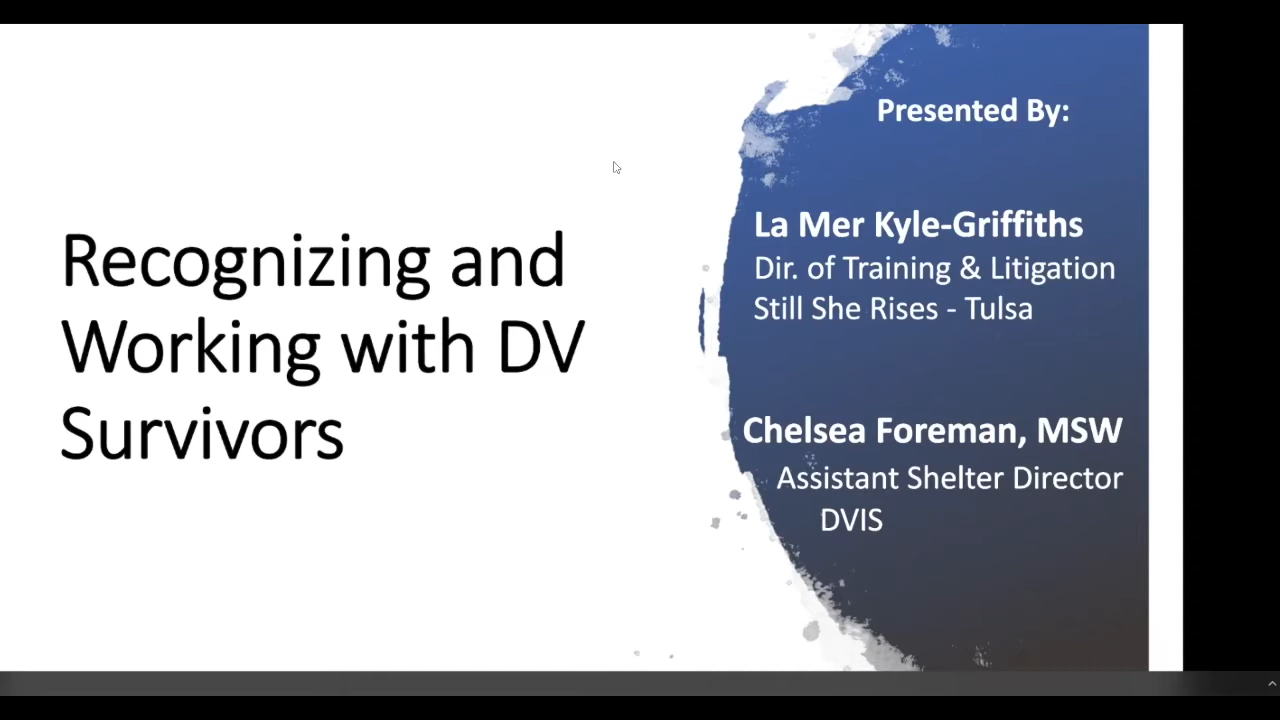 Recognizing and
Working with DV
Survivors
Presented By:
La Mer Kyle-Griffiths
Dir. of Training & Litigation
Still She Rises - Tulsa
Chelsea Foreman, MSW
Assistant Shelter Director
DVIS